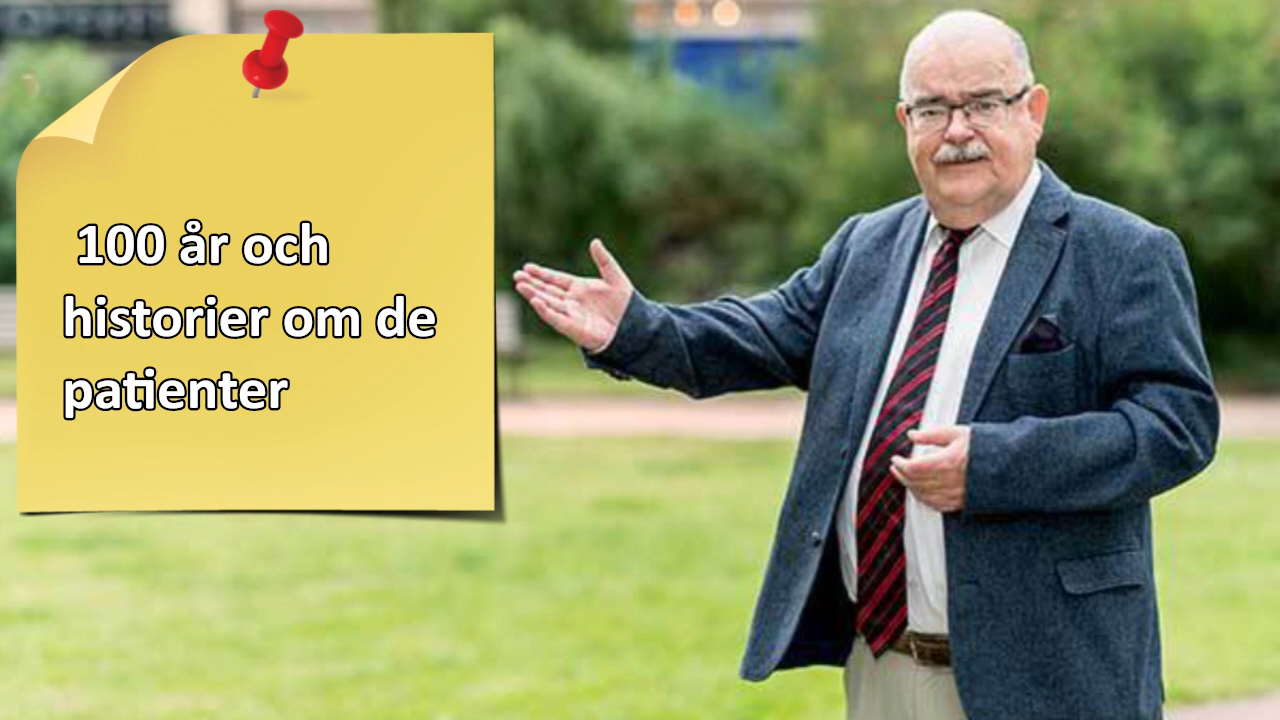 100 år och
historier om de
patienter